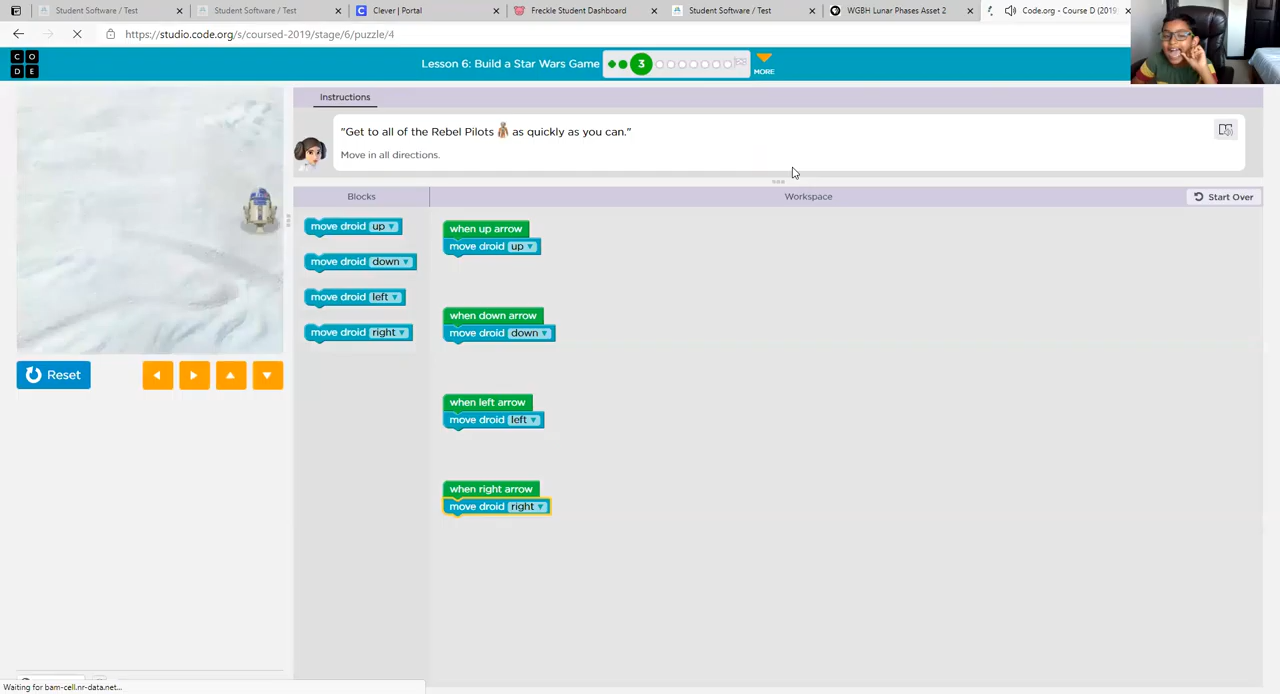 Student Software / Test
Student Software / Test
C Clever | Portal
Freckle Student Dashboard
Student Software / Test
WGBH Lunar Phases Asset 2
Code.org - Course D (2019)
https://studio.code.org/s/coursed-2019/stage/6/puzzle/4
C O
D E
Lesson 6: Build a Star Wars Game
3
MORE
Instructions
"Get to all of the Rebel Pilots as quickly as you can."
Move in all directions.
Blocks
Workspace
Start Over
move droid up
move droid down
move droid left
move droid right
when up arrow
move droid up
when down arrow
move droid down
when left arrow
move droid left
when right arrow
move droid right
Reset
Waiting for bam-cell.nr-data.net...